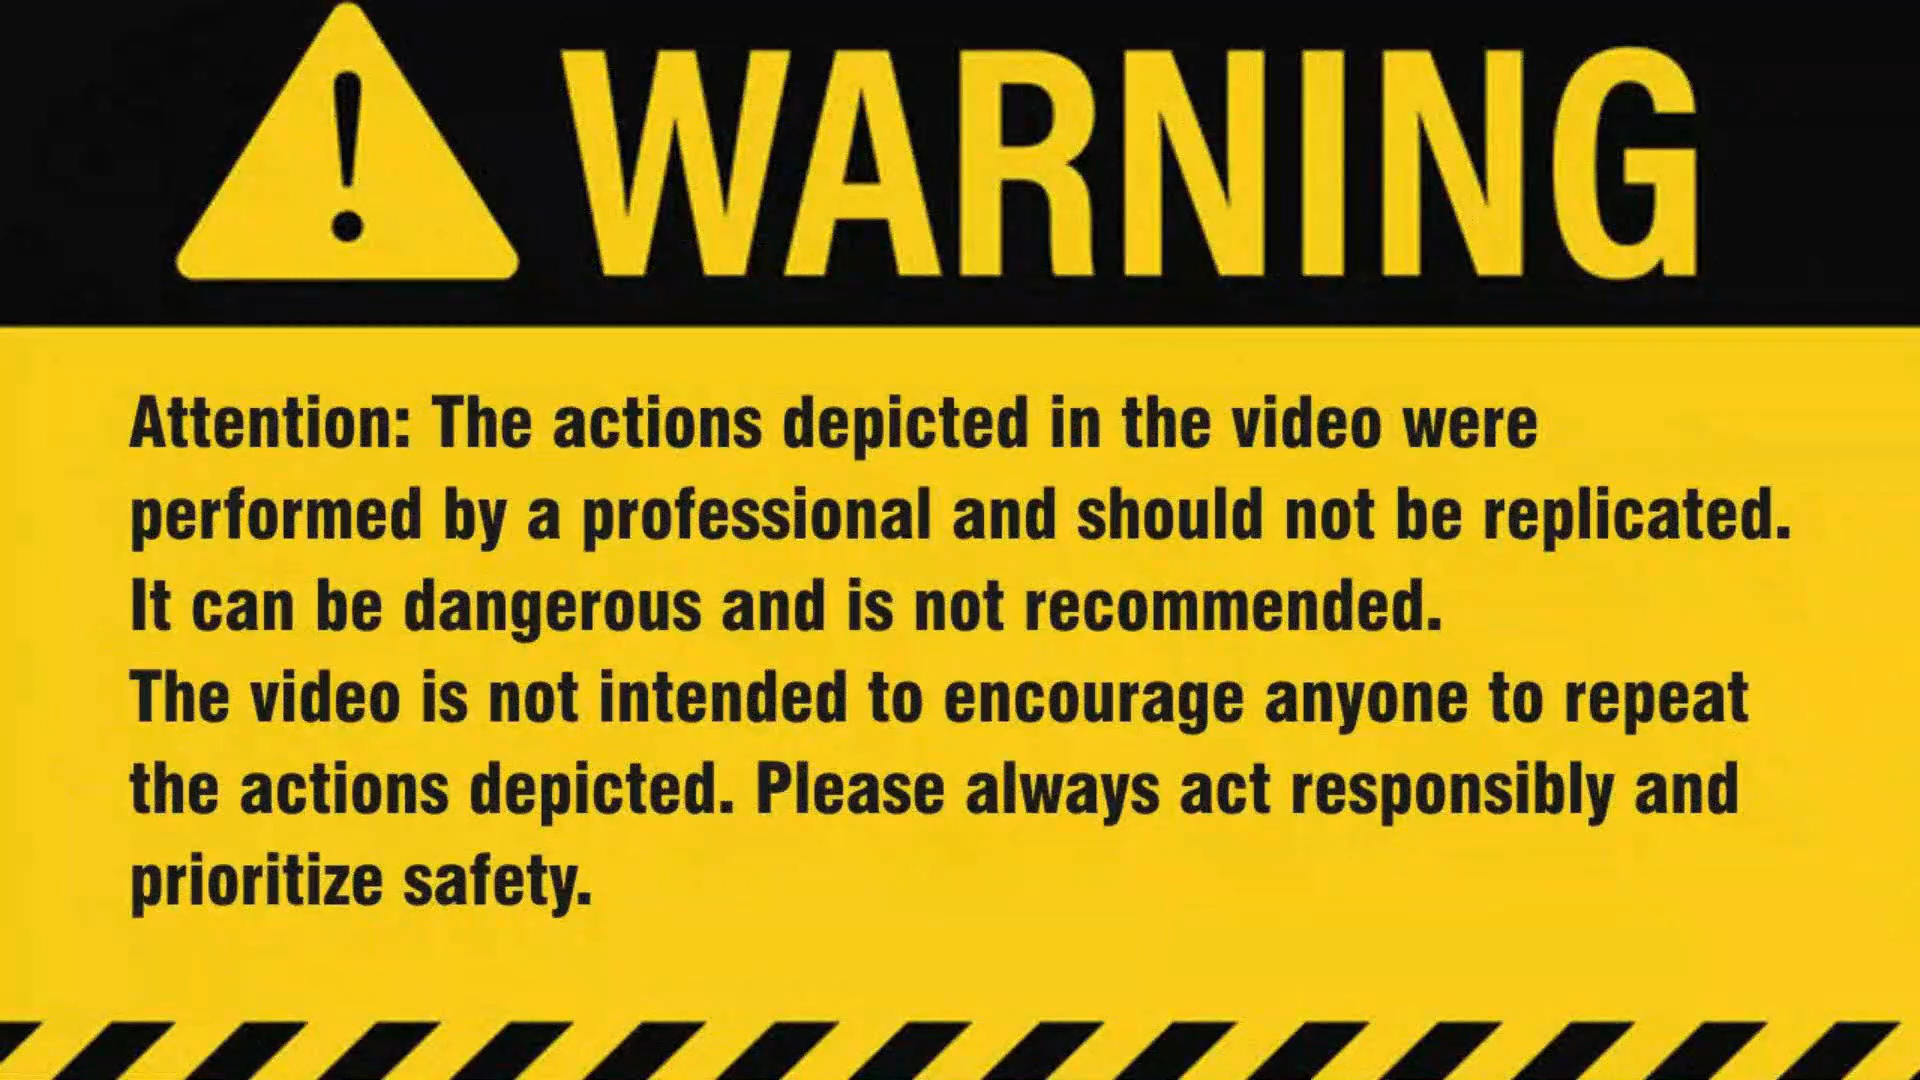 WARNING
Attention: The actions depicted in the video were
performed by a professional and should not be replicated.
It can be dangerous and is not recommended.
The video is not intended to encourage anyone to repeat
the actions depicted. Please always act responsibly and
prioritize safety.